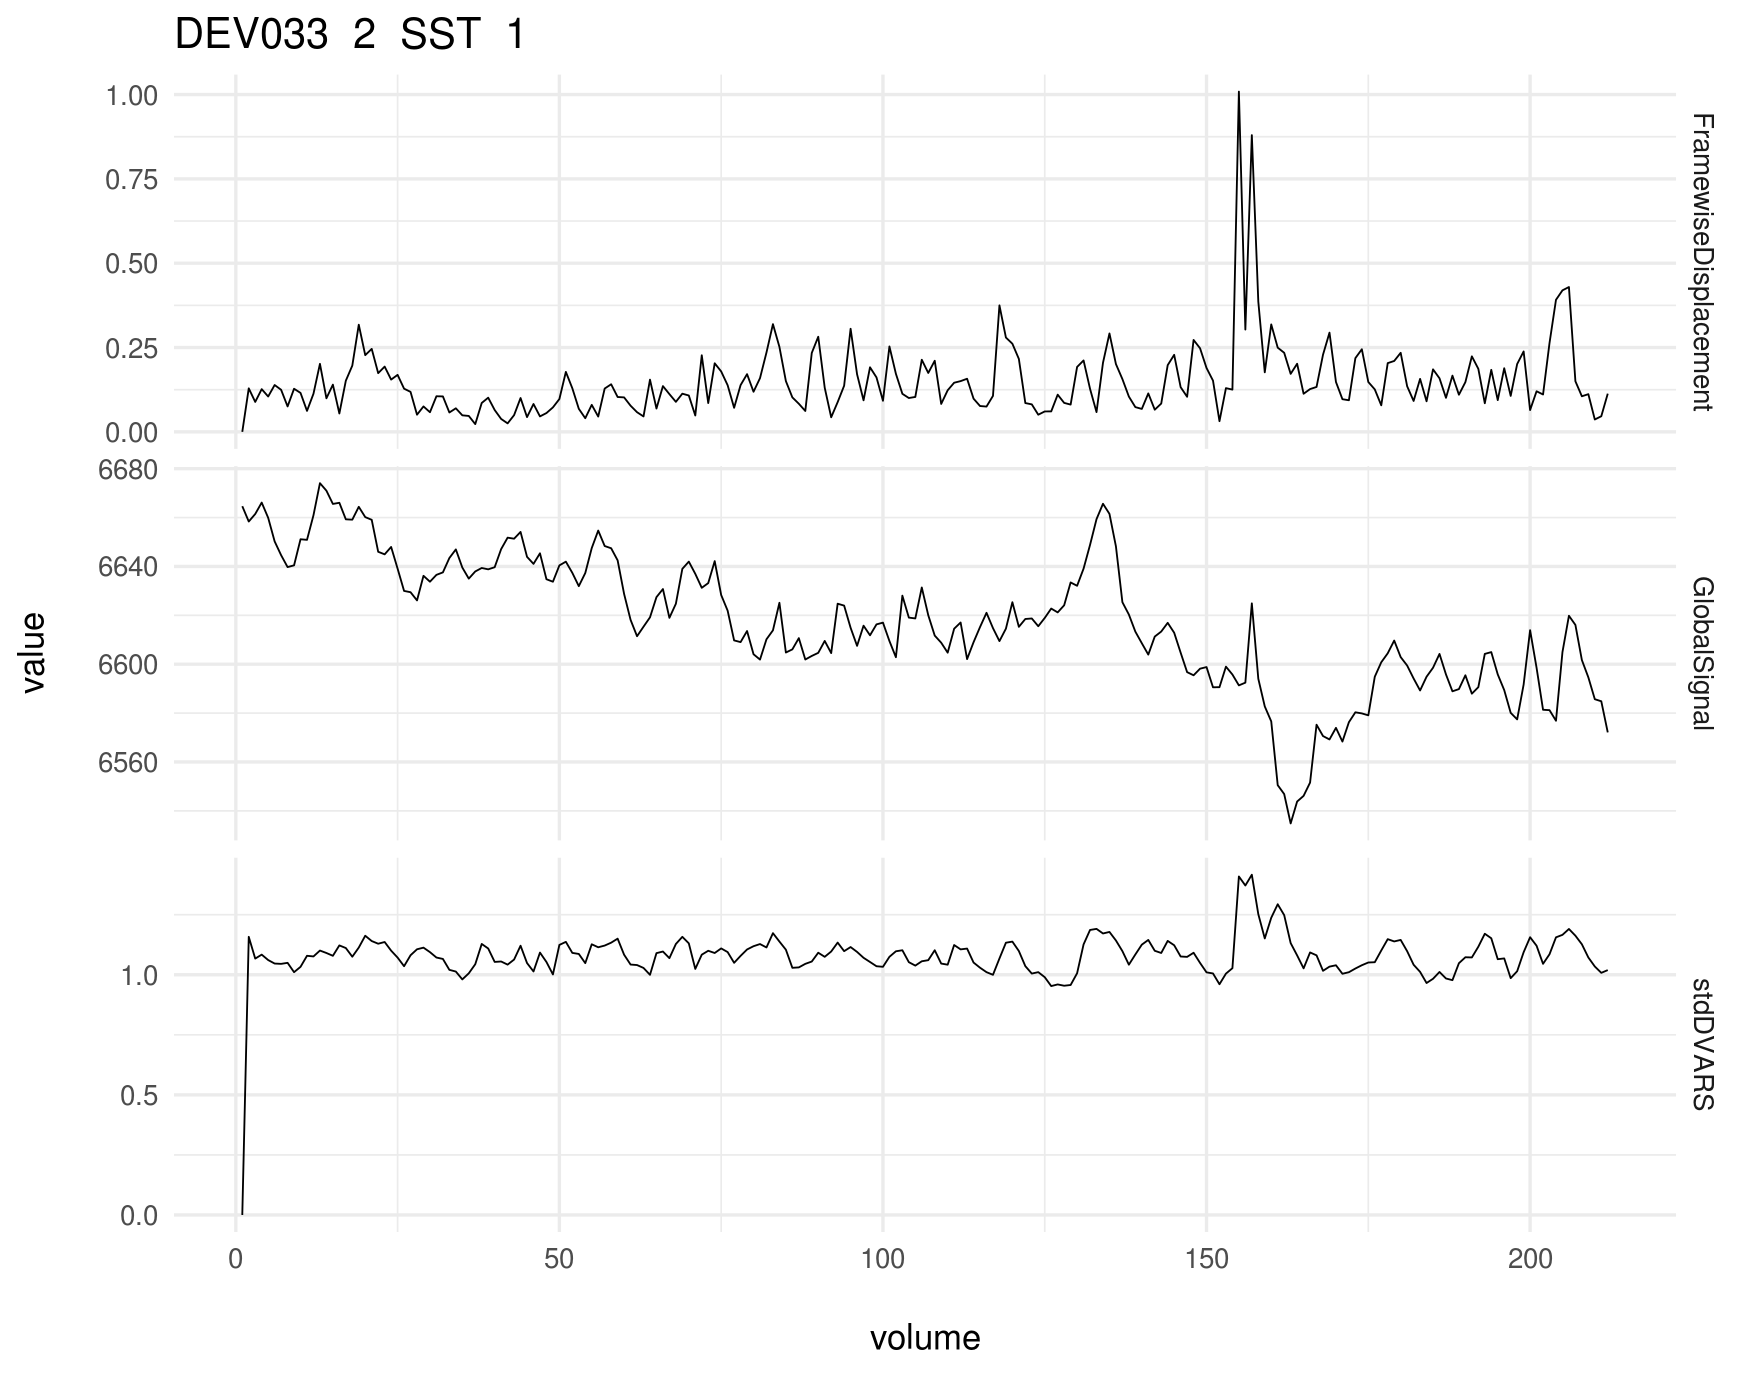 DEV033 2 SST 1
1.00
0.75
0.50
0.25
0.00
FramewiseDisplacement
6680
6640
6600
6560
GlobalSignal
value
1.0
0.5
0.0
stdDVARS
0 50 100 150 200
volume